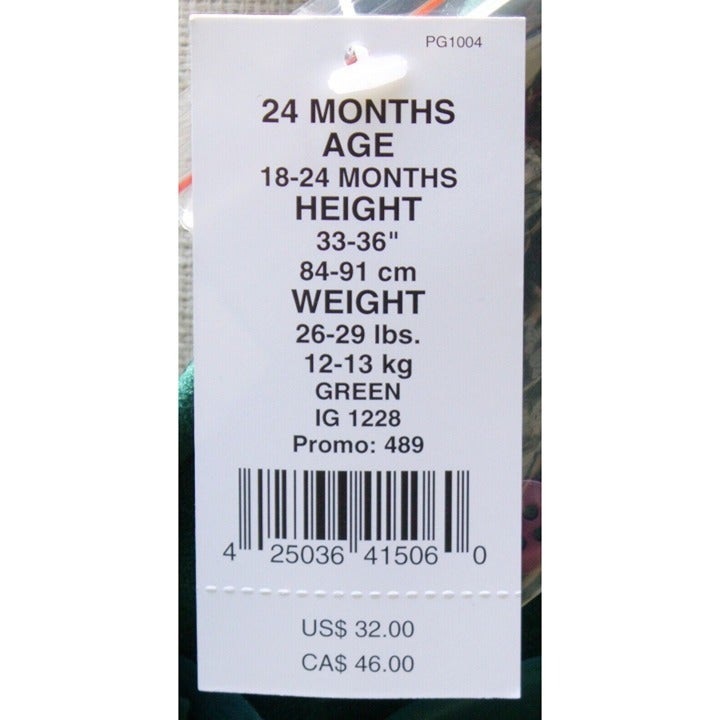 PG1004
24 MONTHS
AGE
18-24 MONTHS
HEIGHT
33-36"
84-91 cm
WEIGHT
26-29 lbs.
12-13 kg
GREEN
IG 1228
Promo: 489
4 25036 41506 0
US$ 32.00
CA$ 46.00